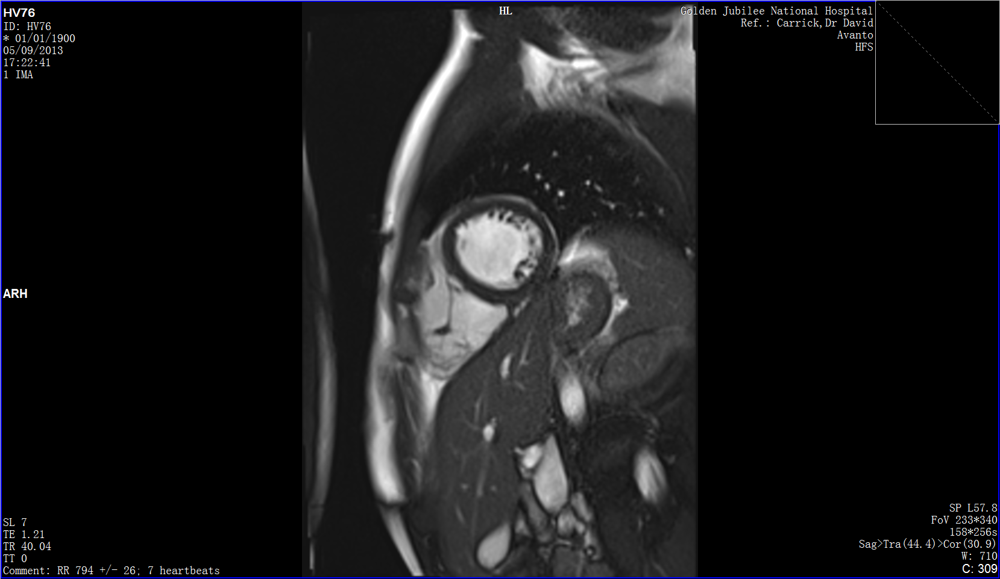 HV76
ID: HV76
* 01/01/1900
05/09/2013
17:22:41
1 IMA
HL
Golden Jubilee National Hospital
Ref.: Carrick,Dr David
Avanto
HFS
ARH
SL 7
TE 1.21
TR 40.04
TT 0
Comment: RR 794 +/- 26; 7 heartbeats
SP L57.8
FoV 233*340
158*256s
Sag>Tra(44.4)>Cor(30.9)
W: 710
C: 309